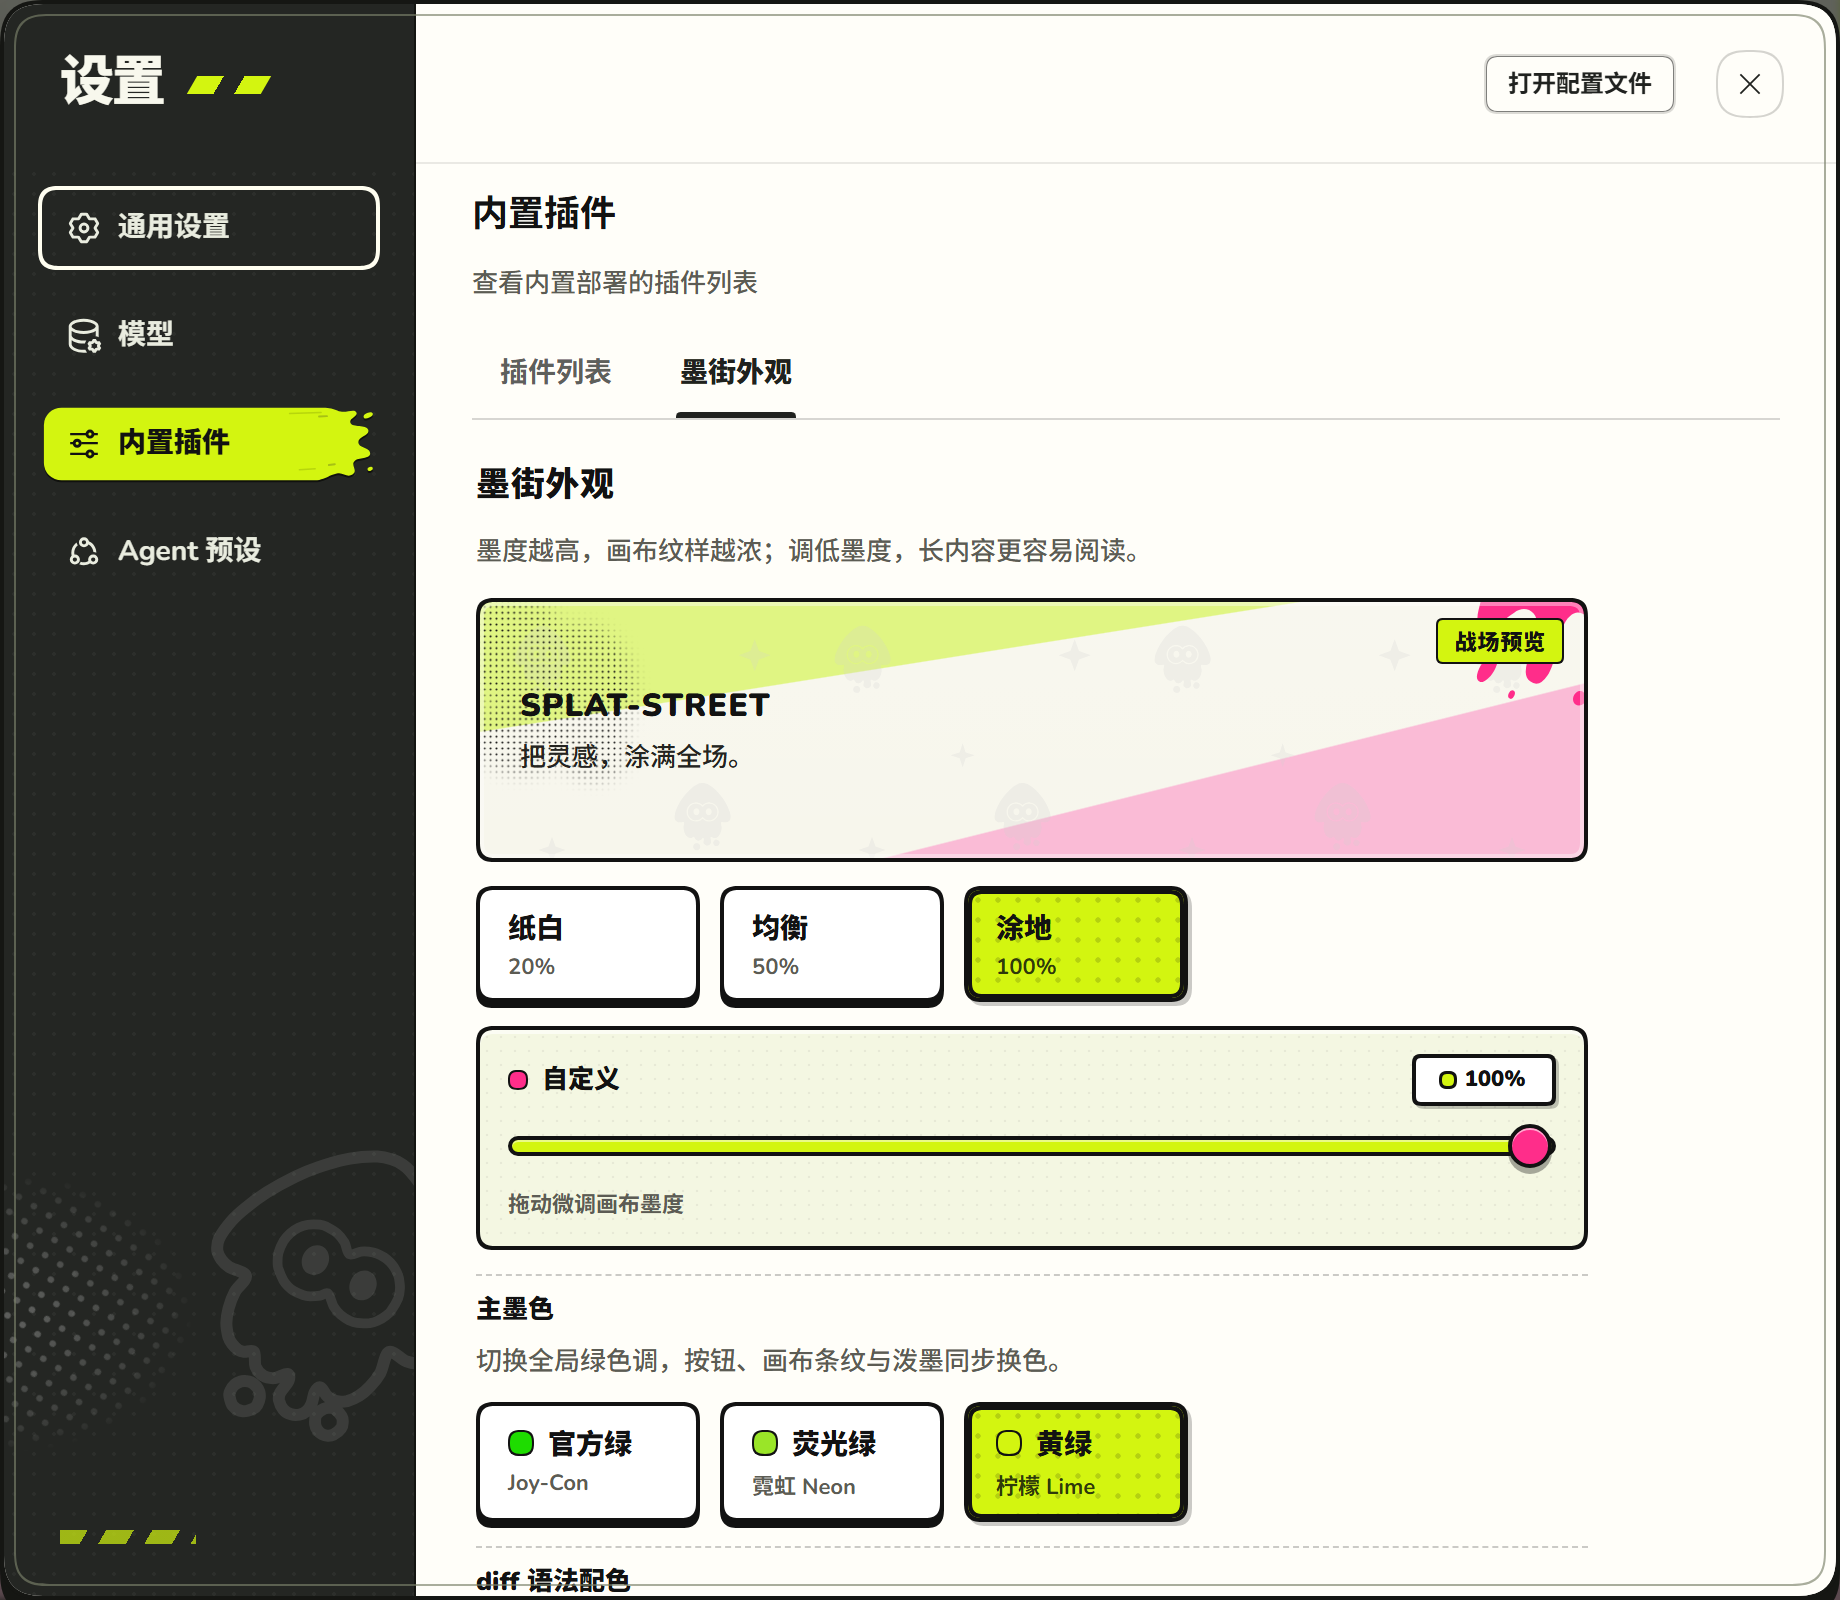 设置
打开配置文件
通用设置
模型
内置插件
Agent 预设
内置插件
查看内置部署的插件列表
插件列表
墨街外观
墨街外观
墨度越高，画布纹样越浓；调低墨度，长内容更容易阅读。
战场预览
SPLAT-STREET
把灵感，涂满全场。
纸白
20%
均衡
50%
涂地
100%
自定义
100%
拖动微调画布墨度
主墨色
切换全局绿色调，按钮、画布条纹与泼墨同步换色。
官方绿
Joy-Con
荧光绿
霓虹 Neon
黄绿
柠檬 Lime
diff 语法配色